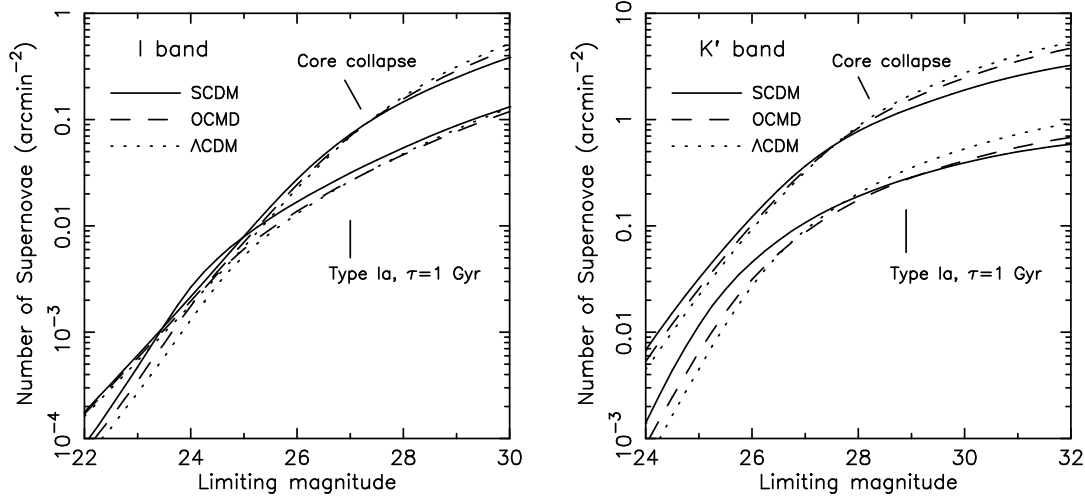 Number of Supernovae (arcmin⁻²)
1
0.1
0.01
10⁻³
10⁻⁴
I band
SCDM
OCMD
ΛCDM
Core collapse
Type Ia, τ=1 Gyr
22 24 26 28 30
Limiting magnitude
Number of Supernovae (arcmin⁻²)
10
1
0.1
0.01
10⁻³
K' band
SCDM
OCMD
ΛCDM
Core collapse
Type Ia, τ=1 Gyr
24 26 28 30 32
Limiting magnitude